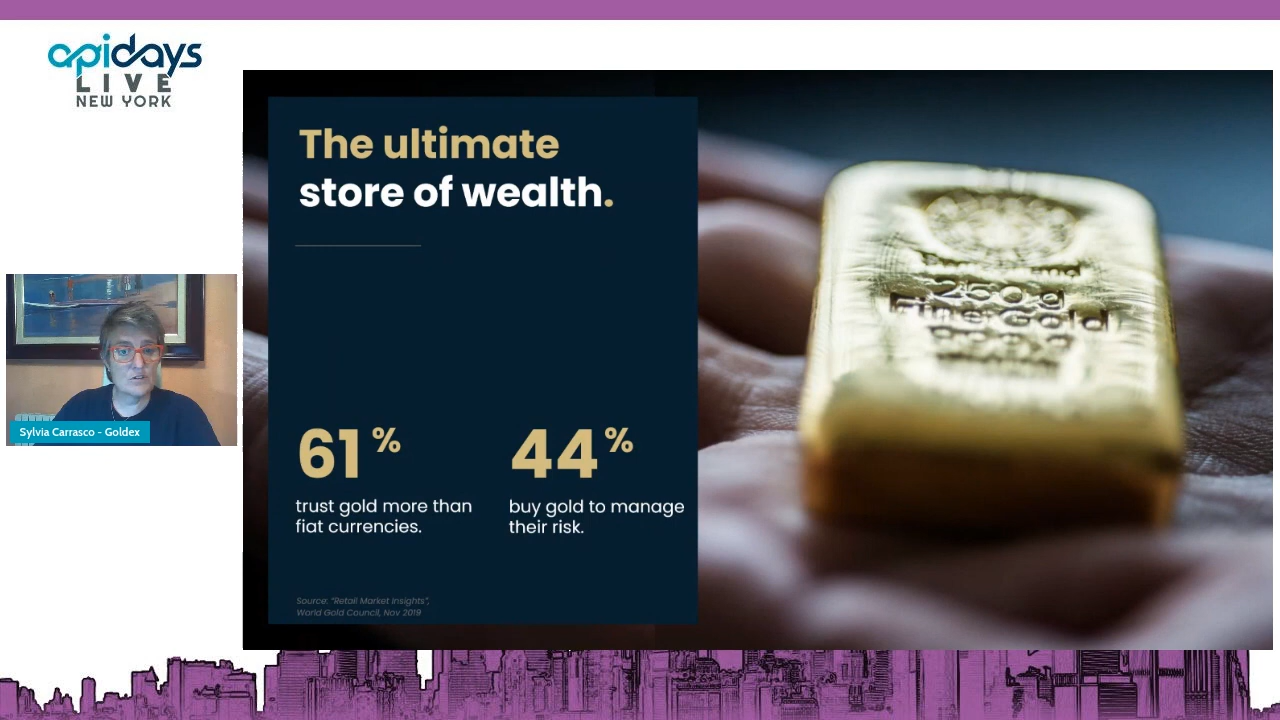 apidays
LIVE
NEW YORK
The ultimate
store of wealth.
250 g
Fine Gold
Sylvia Carrasco - Goldex
61%
44%
trust gold more than
fiat currencies.
buy gold to manage
their risk.
Source: “Retail Market Insights”,
World Gold Council, Nov 2019